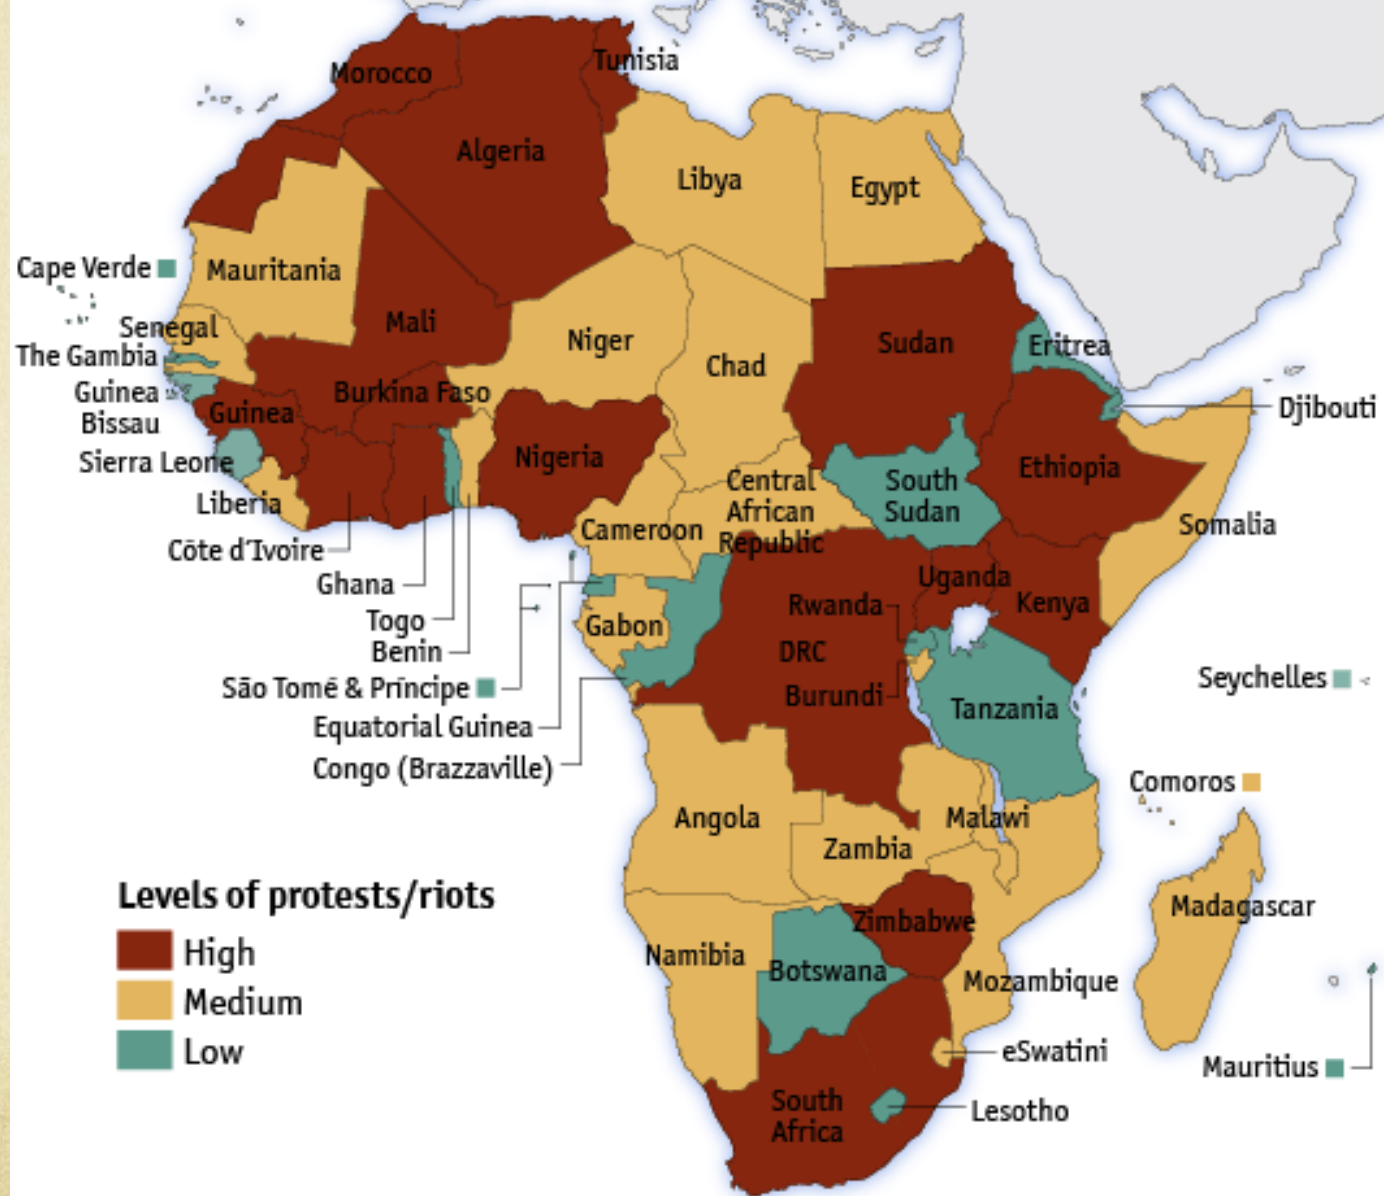 Morocco
Tunisia
Algeria
Libya
Egypt
Cape Verde
Mauritania
Mali
Niger
Chad
Sudan
Eritrea
Senegal
The Gambia
Guinea
Bissau
Burkina Faso
Guinea
Djibouti
Sierra Leone
Nigeria
Ethiopia
South
Sudan
Central
African
Republic
Liberia
Cameroon
Somalia
Côte d'Ivoire
Ghana
Uganda
Kenya
Rwanda
Togo
Gabon
Benin
DRC
São Tomé & Príncipe
Burundi
Seychelles
Tanzania
Equatorial Guinea
Congo (Brazzaville)
Comoros
Angola
Malawi
Zambia
Levels of protests/riots
High
Medium
Low
Madagascar
Zimbabwe
Namibia
Botswana
Mozambique
eSwatini
Mauritius
South
Africa
Lesotho